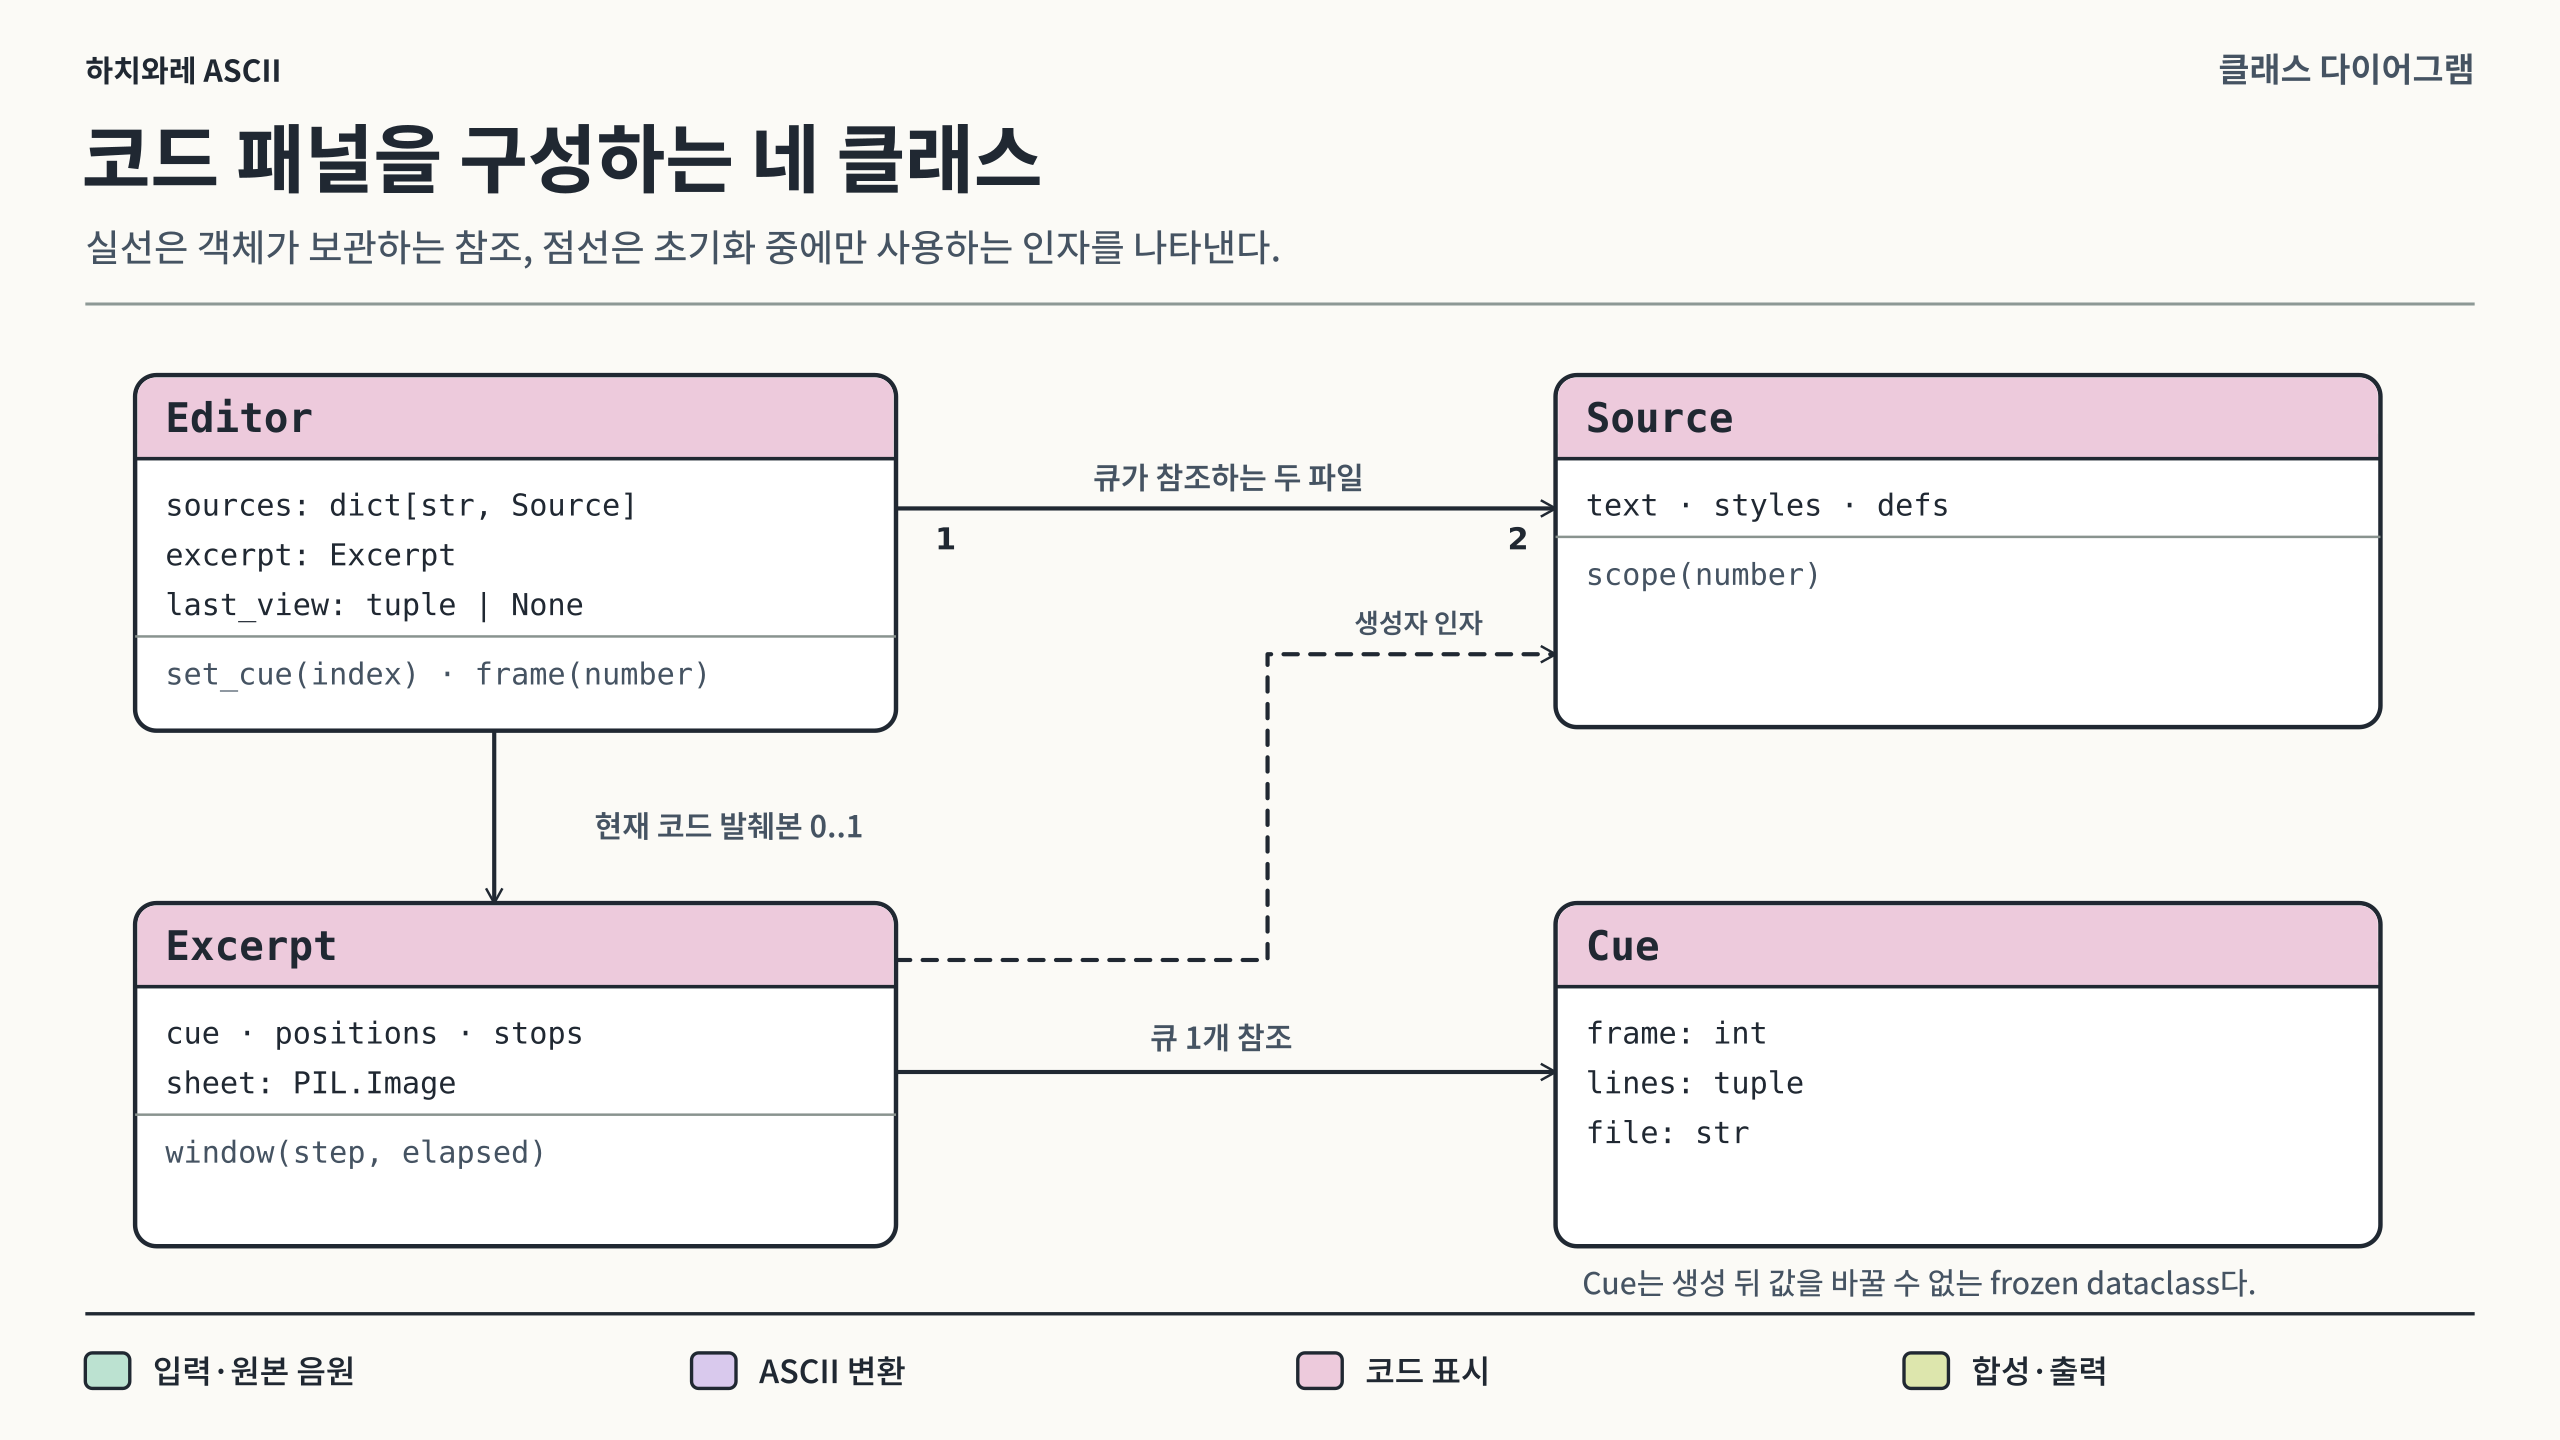 하치와레 ASCII
클래스 다이어그램
코드 패널을 구성하는 네 클래스
실선은 객체가 보관하는 참조, 점선은 초기화 중에만 사용하는 인자를 나타낸다.
Editor
sources: dict[str, Source]
excerpt: Excerpt
last_view: tuple | None
set_cue(index) · frame(number)
큐가 참조하는 두 파일
1
2
Source
text · styles · defs
scope(number)
생성자 인자
현재 코드 발췌본 0..1
Excerpt
cue · positions · stops
sheet: PIL.Image
window(step, elapsed)
큐 1개 참조
Cue
frame: int
lines: tuple
file: str
Cue는 생성 뒤 값을 바꿀 수 없는 frozen dataclass다.
입력·원본 음원
ASCII 변환
코드 표시
합성·출력